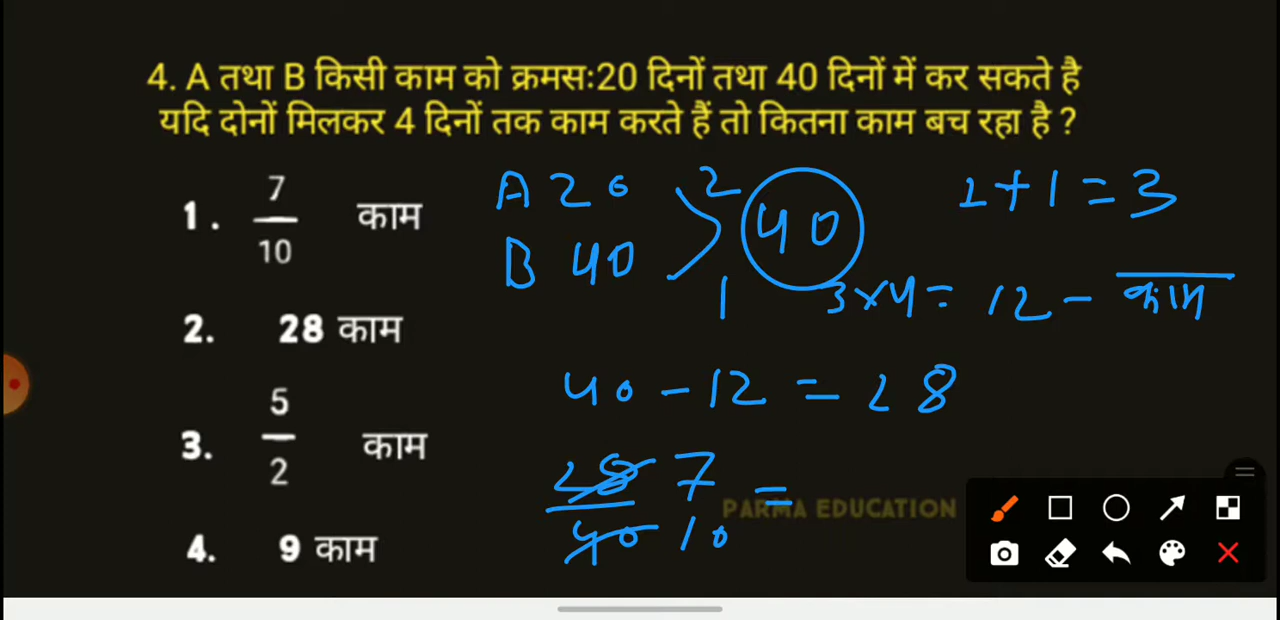 4. A तथा B किसी काम को क्रमसः20 दिनों तथा 40 दिनों में कर सकते है
यदि दोनों मिलकर 4 दिनों तक काम करते हैं तो कितना काम बच रहा है ?
1. 7/10 काम
2. 28 काम
3. 5/2 काम
4. 9 काम
A 20 2 40 2+1=3
B 40 1
3×4= 12 - काम
40-12=28
28/40 7/10 =
PARMA EDUCATION